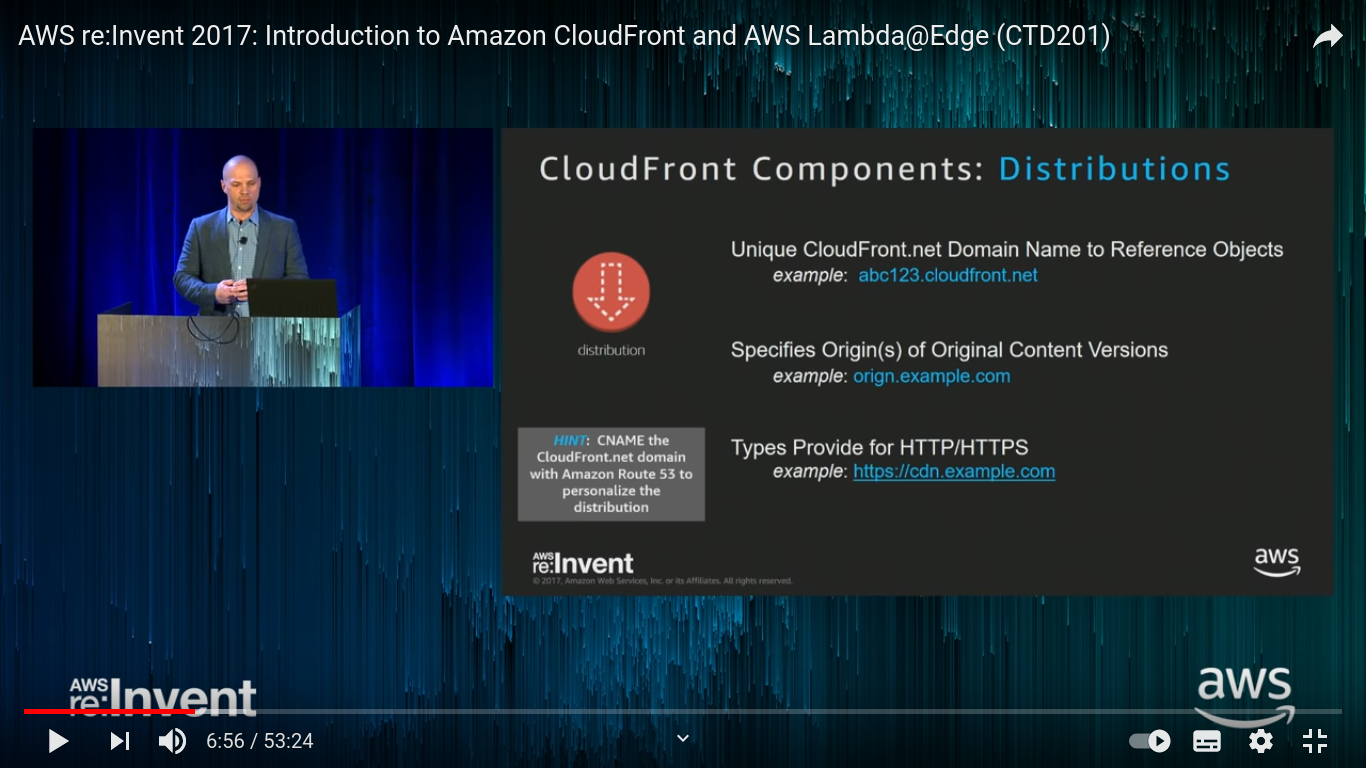 AWS re:Invent 2017: Introduction to Amazon CloudFront and AWS Lambda@Edge (CTD201)
CloudFront Components: Distributions
Unique CloudFront.net Domain Name to Reference Objects
example: abc123.cloudfront.net
distribution
Specifies Origin(s) of Original Content Versions
example: orign.example.com
HINT: CNAME the
CloudFront.net domain
with Amazon Route 53 to
personalize the
distribution
Types Provide for HTTP/HTTPS
example: https://cdn.example.com
AWS
re:Invent
© 2017, Amazon Web Services, Inc. or its Affiliates. All rights reserved.
aws
AWS
re:Invent
aws
6:56 / 53:24